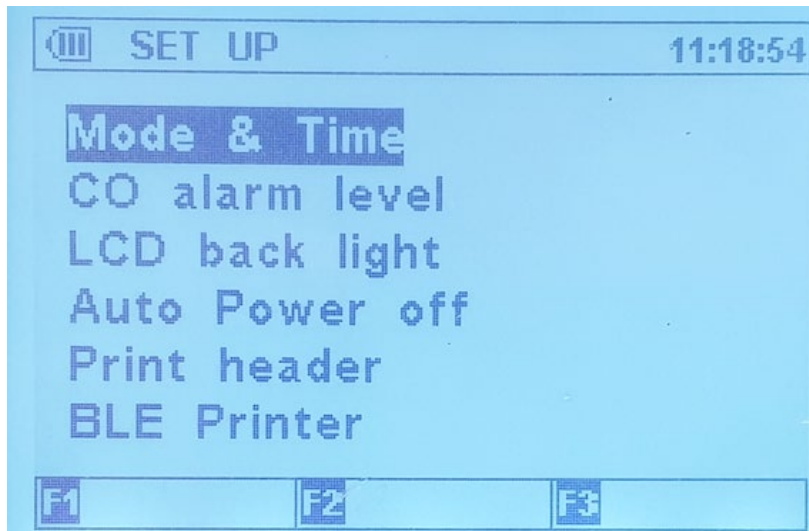 SET UP 11:18:54
Mode & Time
CO alarm level
LCD back light
Auto Power off
Print header
BLE Printer
F1 F2 F3